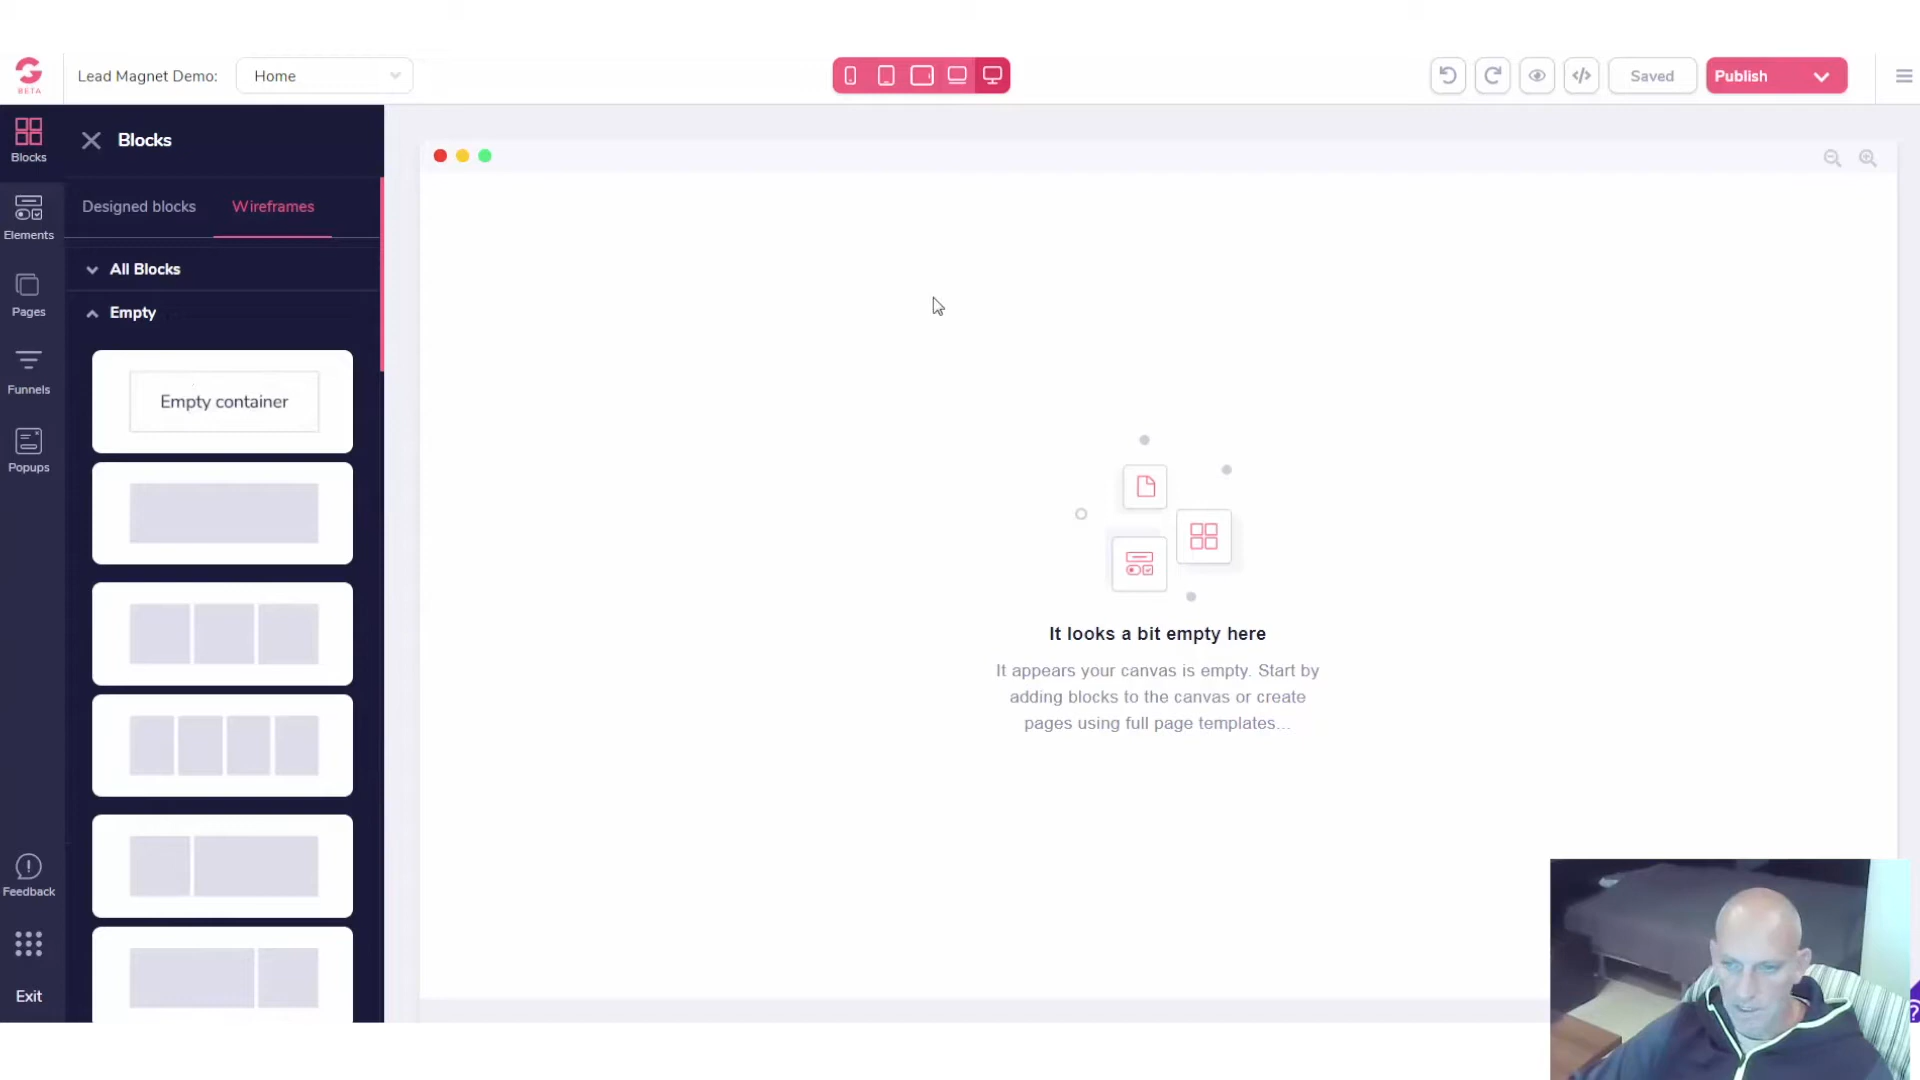 BETA
Lead Magnet Demo:
Home
Saved
Publish
Blocks
Elements
Pages
Funnels
Popups
Feedback
Exit
Blocks
Designed blocks
Wireframes
All Blocks
Empty
Empty container
It looks a bit empty here
It appears your canvas is empty. Start by
adding blocks to the canvas or create
pages using full page templates...
?